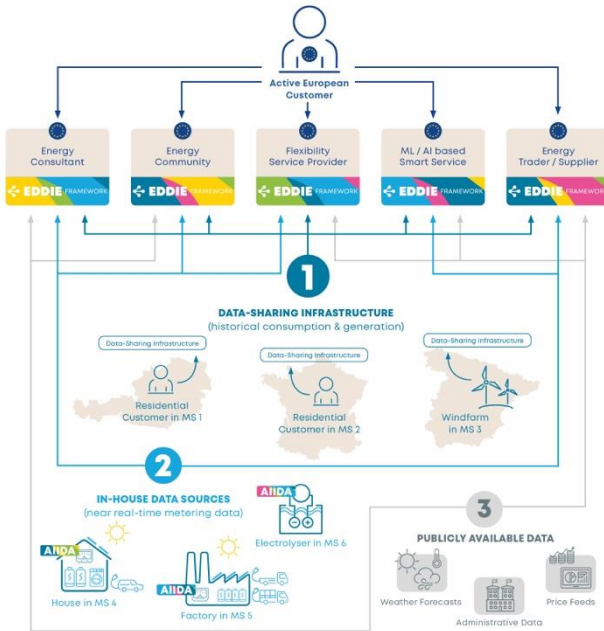 Active European
Customer
Energy
Consultant
EDDIE FRAMEWORK
Energy
Community
EDDIE FRAMEWORK
Flexibility
Service Provider
EDDIE FRAMEWORK
ML / AI based
Smart Service
EDDIE FRAMEWORK
Energy
Trader / Supplier
EDDIE FRAMEWORK
1
DATA-SHARING INFRASTRUCTURE
(historical consumption & generation)
Data-Sharing Infrastructure
Data-Sharing Infrastructure
Data-Sharing Infrastructure
Residential
Customer in MS 1
Residential
Customer in MS 2
Windfarm
in MS 3
2
IN-HOUSE DATA SOURCES
(near real-time metering data)
AIIDA
Electrolyser in MS 6
AIIDA
House in MS 4
AIIDA
Factory in MS 5
3
PUBLICLY AVAILABLE DATA
Weather Forecasts
Administrative Data
Price Feeds